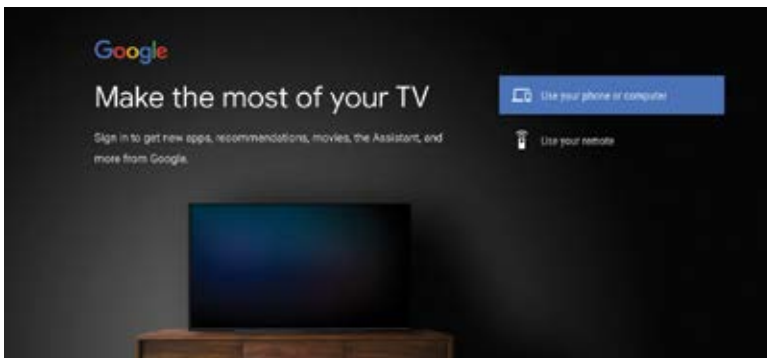 Google
Make the most of your TV
Sign in to get new apps, recommendations, movies, the Assistant, and
more from Google.
Use your phone or computer
Use your remote